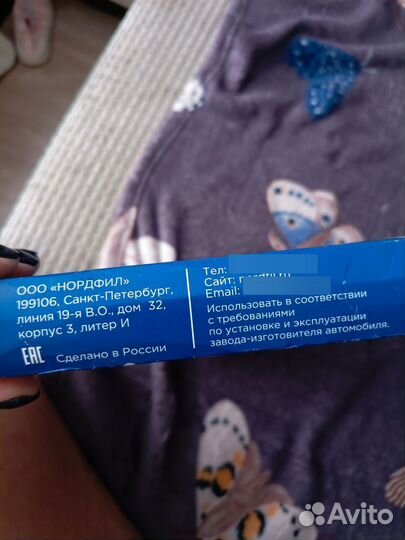 ООО «НОРДФИЛ»
199106, Санкт-Петербург,
линия 19-я В.О., дом 32,
корпус 3, литер И
EAC Сделано в России
Тел:
Сайт:
Email:
Использовать в соответствии
с требованиями
по установке и эксплуатации
завода-изготовителя автомобиля.
Avito